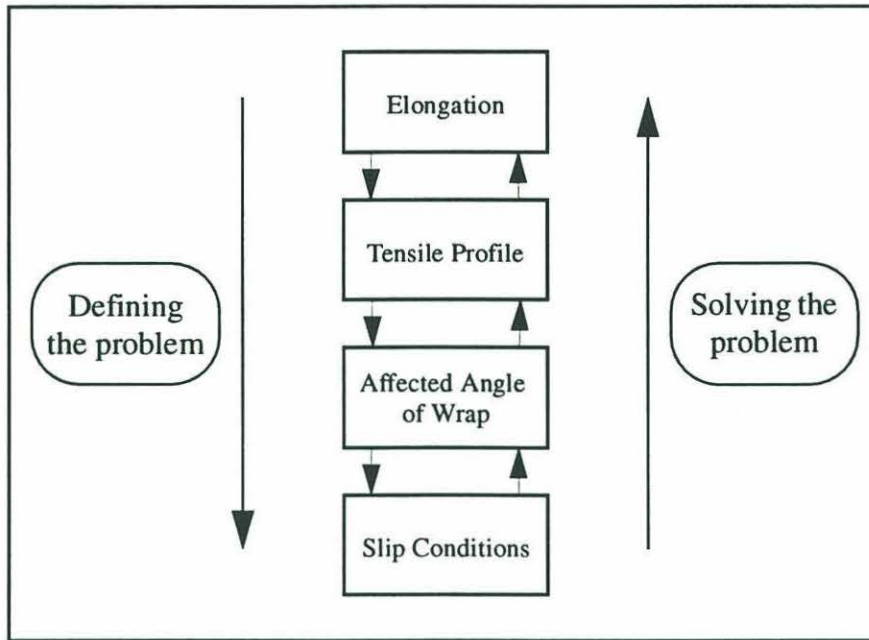 Elongation
Tensile Profile
Defining
the problem
Solving the
problem
Affected Angle
of Wrap
Slip Conditions